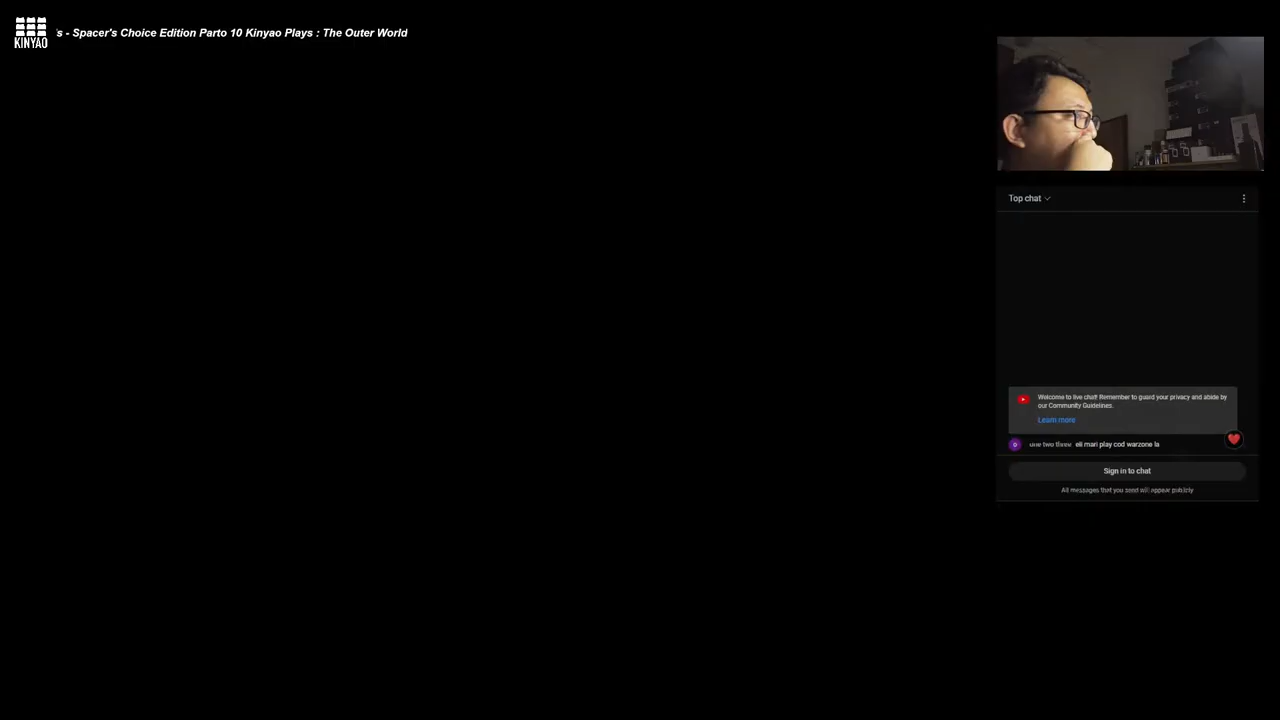 KINYAO
's - Spacer's Choice Edition Parto 10 Kinyao Plays : The Outer World
Top chat
Welcome to live chat! Remember to guard your privacy and abide by
our Community Guidelines.
Learn more
one two three eii mari play cod warzone la
Sign in to chat
All messages that you send will appear publicly